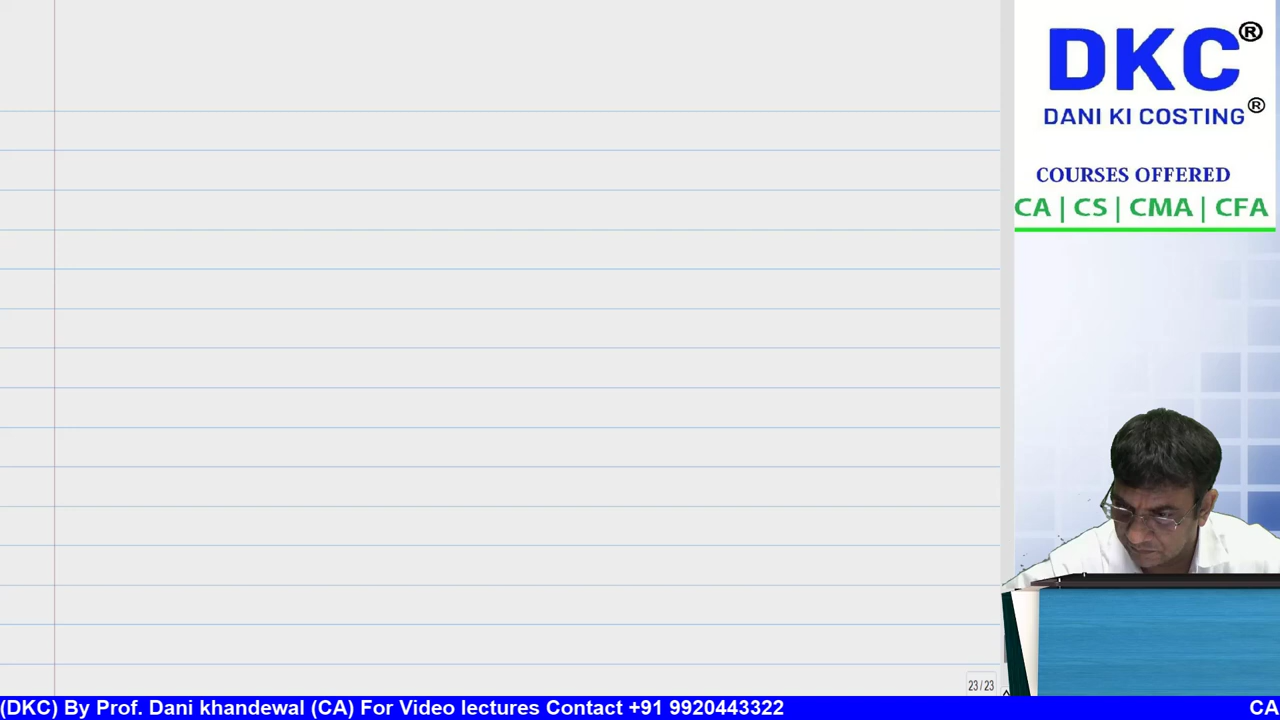 DKC®
DANI KI COSTING®
COURSES OFFERED
CA | CS | CMA | CFA
23/23
(DKC) By Prof. Dani khandewal (CA) For Video lectures Contact +91 9920443322
CA